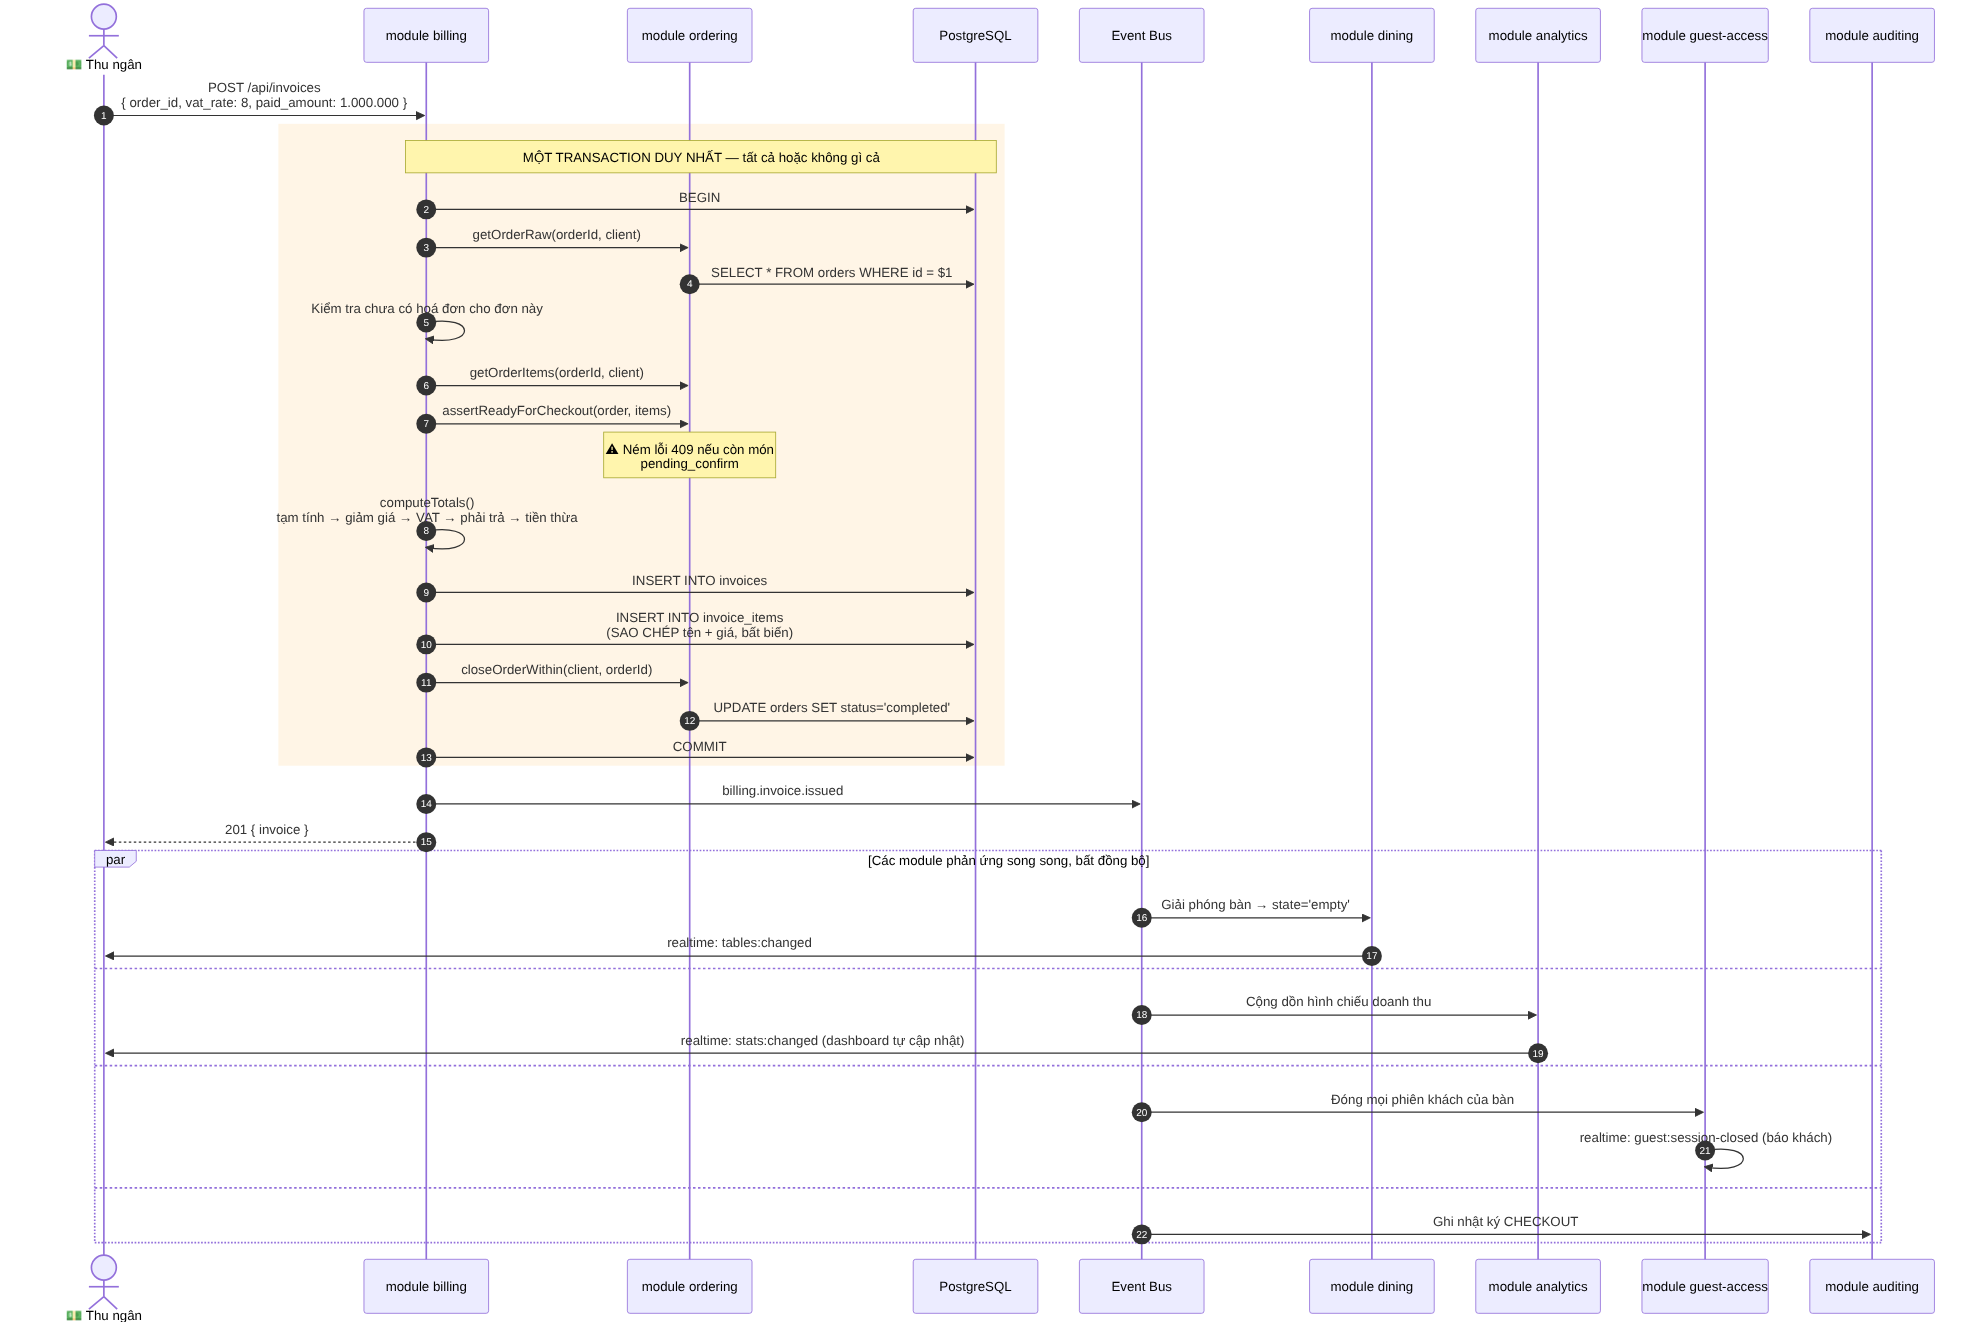 💵 Thu ngân
module billing
module ordering
PostgreSQL
Event Bus
module dining
module analytics
module guest-access
module auditing
POST /api/invoices
{ order_id, vat_rate: 8, paid_amount: 1.000.000 }
1
MỘT TRANSACTION DUY NHẤT — tất cả hoặc không gì cả
BEGIN
2
getOrderRaw(orderId, client)
3
SELECT * FROM orders WHERE id = $1
4
Kiểm tra chưa có hoá đơn cho đơn này
5
getOrderItems(orderId, client)
6
assertReadyForCheckout(order, items)
7
⚠ Ném lỗi 409 nếu còn món
pending_confirm
computeTotals()
tạm tính → giảm giá → VAT → phải trả → tiền thừa
8
INSERT INTO invoices
9
INSERT INTO invoice_items
(SAO CHÉP tên + giá, bất biến)
10
closeOrderWithin(client, orderId)
11
UPDATE orders SET status='completed'
12
COMMIT
13
billing.invoice.issued
14
201 { invoice }
15
par
[Các module phản ứng song song, bất đồng bộ]
Giải phóng bàn → state='empty'
16
realtime: tables:changed
17
Cộng dồn hình chiếu doanh thu
18
realtime: stats:changed (dashboard tự cập nhật)
19
Đóng mọi phiên khách của bàn
20
realtime: guest:session-closed (báo khách)
21
Ghi nhật ký CHECKOUT
22
💵 Thu ngân
module billing
module ordering
PostgreSQL
Event Bus
module dining
module analytics
module guest-access
module auditing